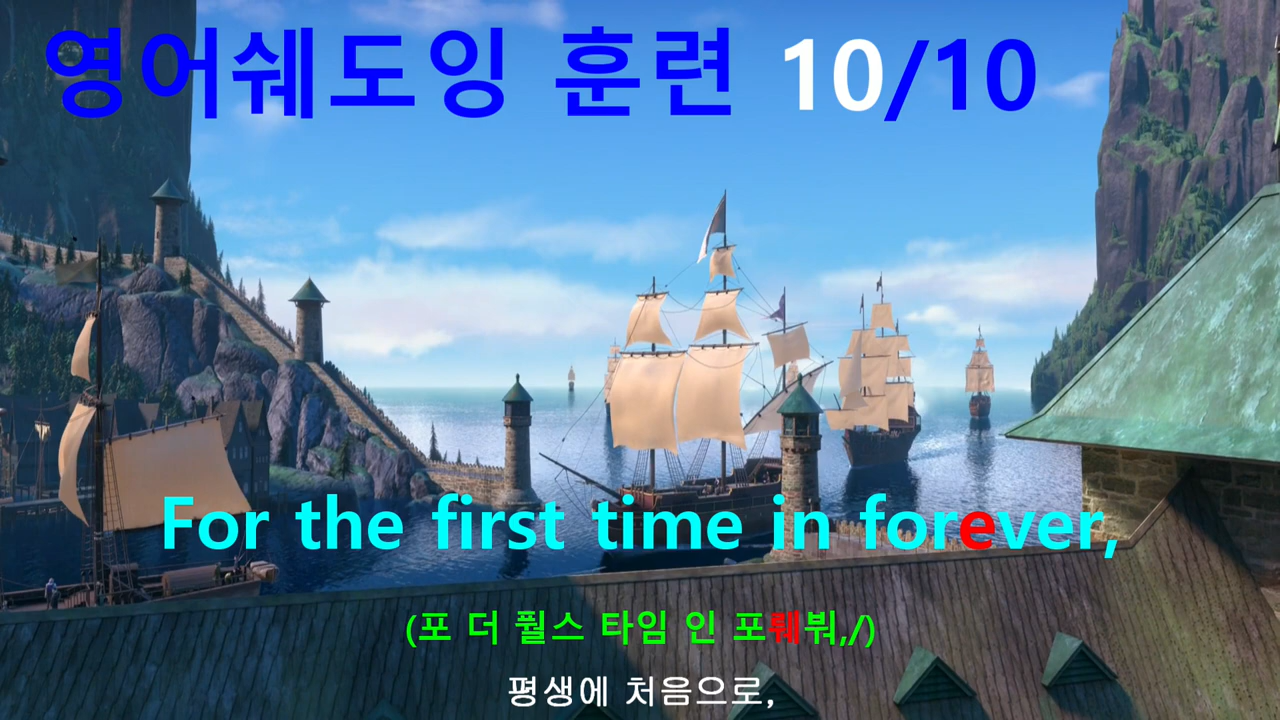 영어쉐도잉 훈련 10/10
For the first time in forever,
(포 더 풜스 타임 인 포뤠붜,/)
평생에 처음으로,